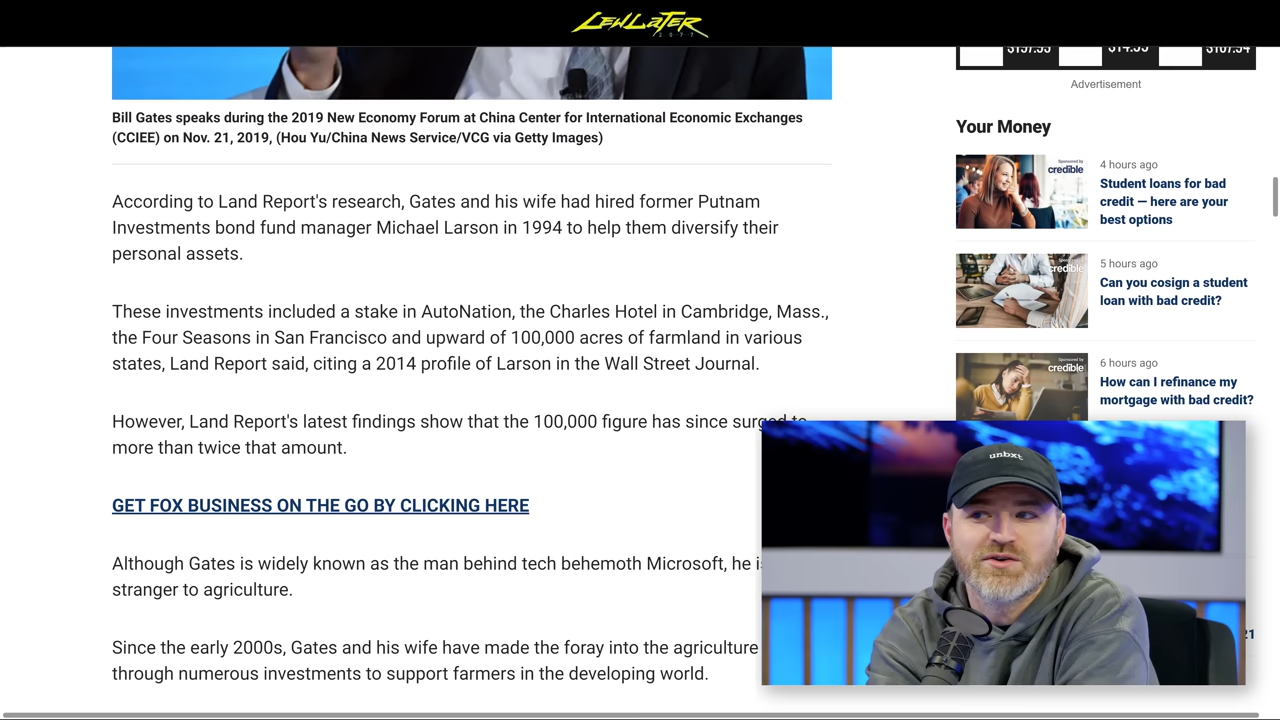 LEWLATER
2077
$14.99
Bill Gates speaks during the 2019 New Economy Forum at China Center for International Economic Exchanges
(CCIEE) on Nov. 21, 2019, (Hou Yu/China News Service/VCG via Getty Images)
According to Land Report's research, Gates and his wife had hired former Putnam
Investments bond fund manager Michael Larson in 1994 to help them diversify their
personal assets.
These investments included a stake in AutoNation, the Charles Hotel in Cambridge, Mass.,
the Four Seasons in San Francisco and upward of 100,000 acres of farmland in various
states, Land Report said, citing a 2014 profile of Larson in the Wall Street Journal.
However, Land Report's latest findings show that the 100,000 figure has since surged to
more than twice that amount.
GET FOX BUSINESS ON THE GO BY CLICKING HERE
Although Gates is widely known as the man behind tech behemoth Microsoft, he
stranger to agriculture.
Since the early 2000s, Gates and his wife have made the foray into the agriculture
through numerous investments to support farmers in the developing world.
Advertisement
Your Money
Sponsored by
credible
4 hours ago
Student loans for bad
credit — here are your
best options
credible
5 hours ago
Can you cosign a student
loan with bad credit?
Sponsored by
credible
6 hours ago
How can I refinance my
mortgage with bad credit?
unbxt
21